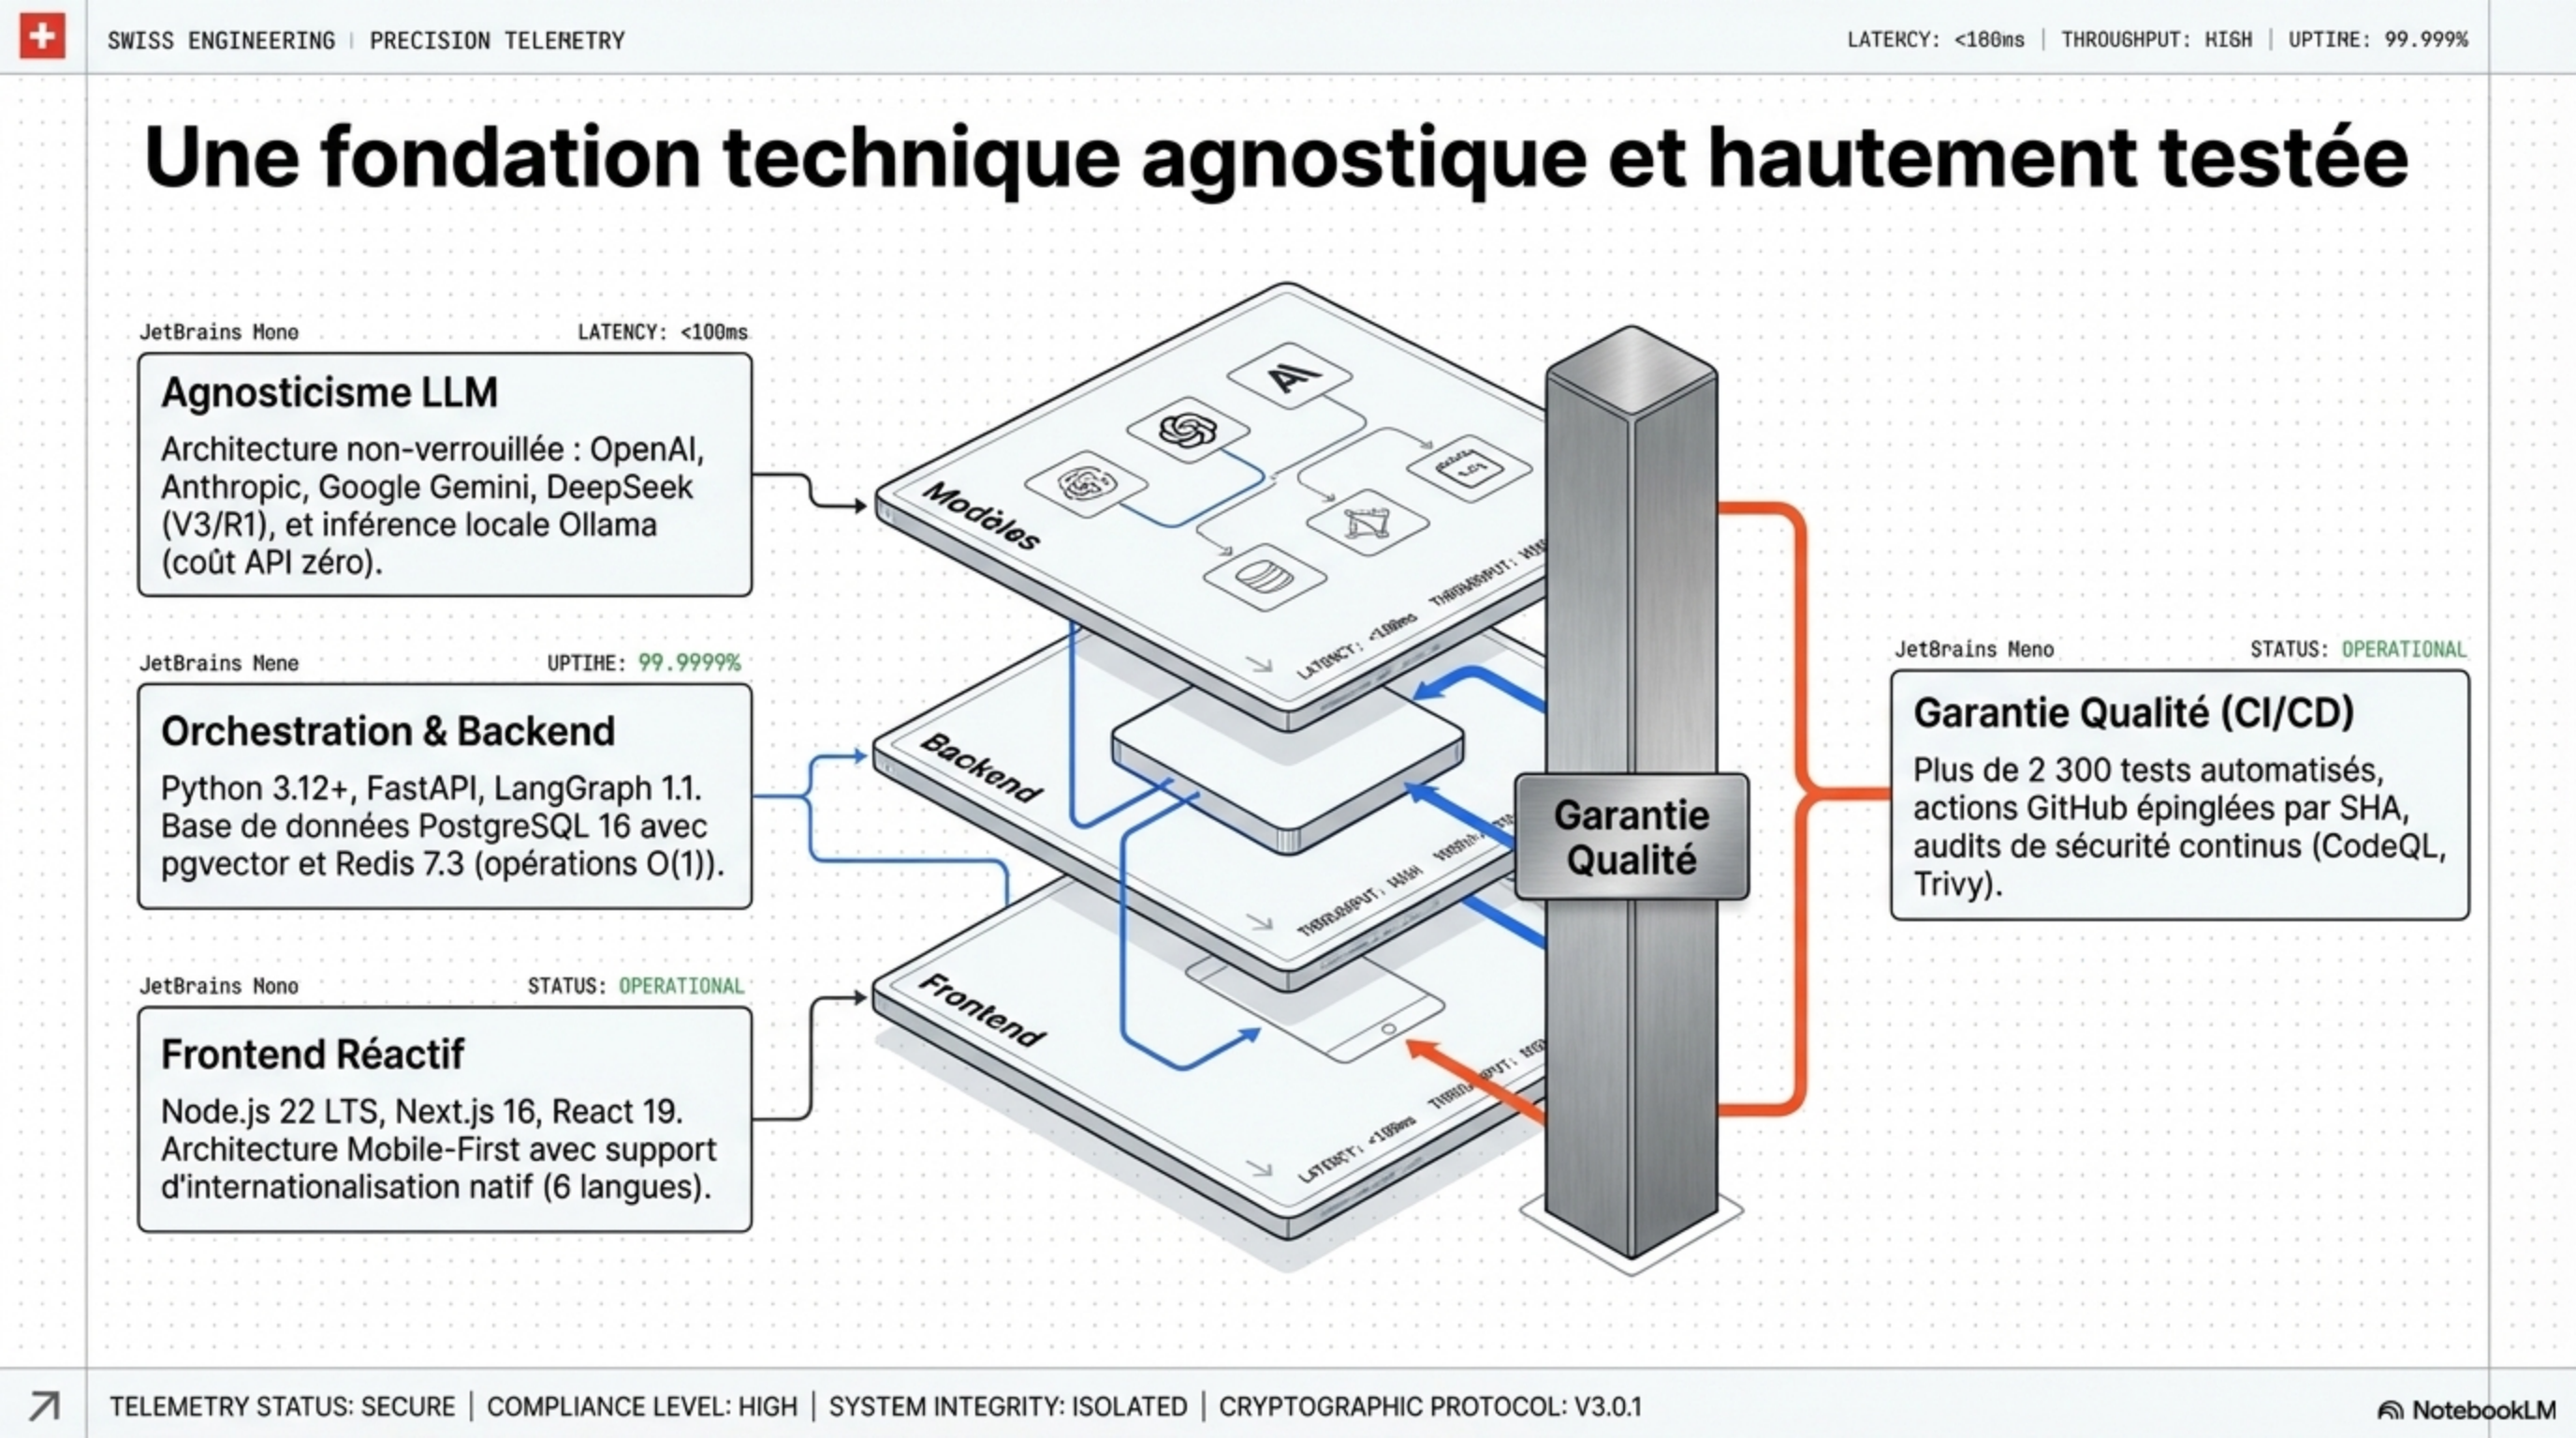 SWISS ENGINEERING | PRECISION TELEMETRY
LATEKCY: <180ms | THROUGHPUT: KIGH | UPTIRE: 99.999%
Une fondation technique agnostique et hautement testée
JetBrains Mono LATENCY: <100ms
Agnosticisme LLM
Architecture non-verrouillée : OpenAI,
Anthropic, Google Gemini, DeepSeek
(V3/R1), et inférence locale Ollama
(coût API zéro).
JetBrains Mene UPTIHE: 99.9999%
Orchestration & Backend
Python 3.12+, FastAPI, LangGraph 1.1.
Base de données PostgreSQL 16 avec
pgvector et Redis 7.3 (opérations O(1)).
JetBrains Nono STATUS: OPERATIONAL
Frontend Réactif
Node.js 22 LTS, Next.js 16, React 19.
Architecture Mobile-First avec support
d'internationalisation natif (6 langues).
AI
Modèles
Backend
Frontend
Garantie
Qualité
JetBrains Meno STATUS: OPERATIONAL
Garantie Qualité (CI/CD)
Plus de 2 300 tests automatisés,
actions GitHub épinglées par SHA,
audits de sécurité continus (CodeQL,
Trivy).
TELEMETRY STATUS: SECURE | COMPLIANCE LEVEL: HIGH | SYSTEM INTEGRITY: ISOLATED | CRYPTOGRAPHIC PROTOCOL: V3.0.1
NotebookLM